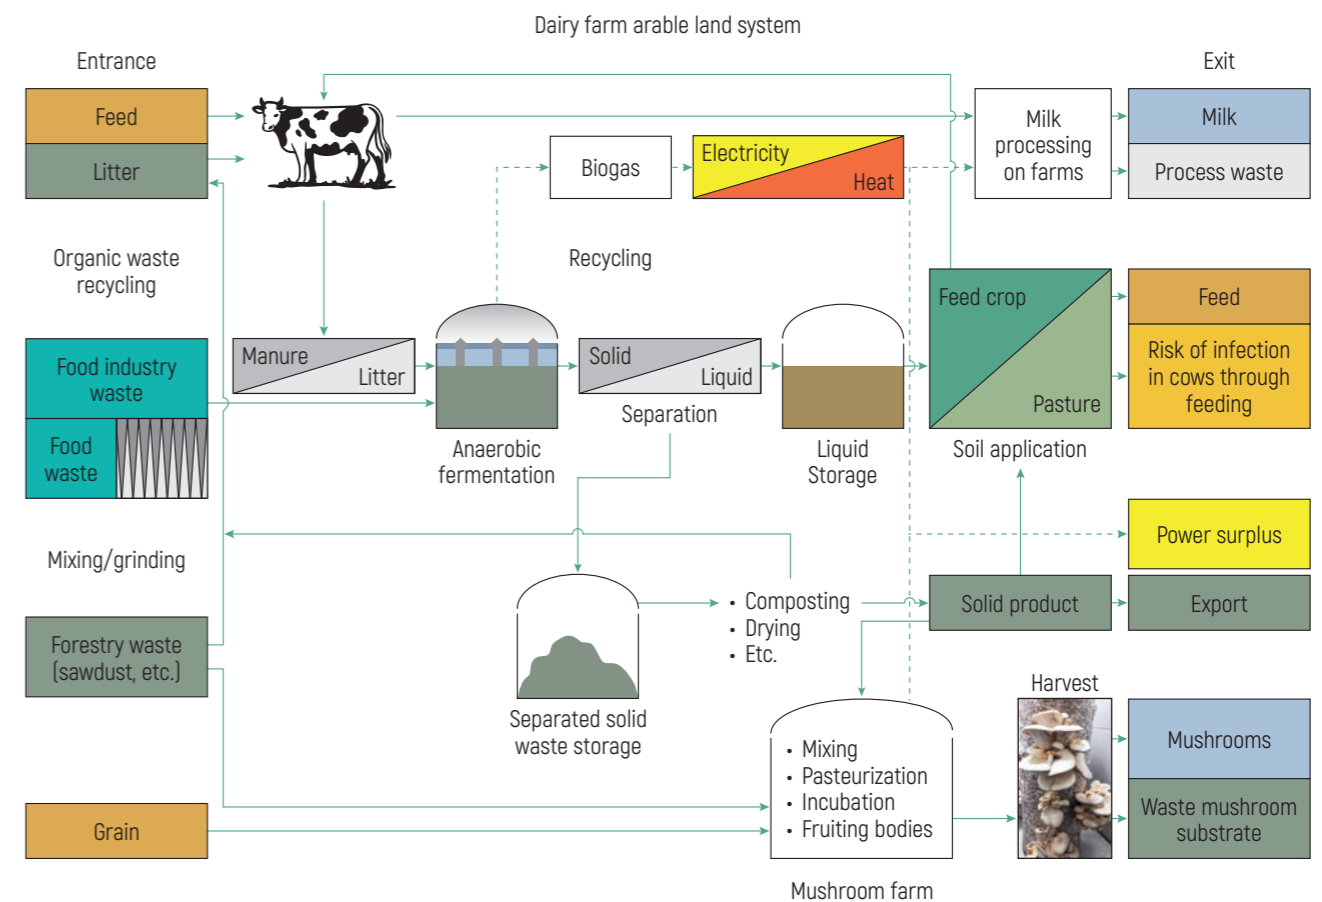 Dairy farm arable land system
Entrance
Exit
Feed
Litter
Milk
processing
on farms
Milk
Process waste
Biogas
Electricity
Heat
Organic waste
recycling
Recycling
Feed crop
Pasture
Soil application
Feed
Risk of infection
in cows through
feeding
Food industry
waste
Food
waste
Manure
Litter
Anaerobic
fermentation
Solid
Liquid
Separation
Liquid
Storage
Mixing/grinding
Power surplus
Forestry waste
(sawdust, etc.)
Separated solid
waste storage
• Composting
• Drying
• Etc.
Solid product
Export
Harvest
Grain
• Mixing
• Pasteurization
• Incubation
• Fruiting bodies
Mushroom farm
Mushrooms
Waste mushroom
substrate